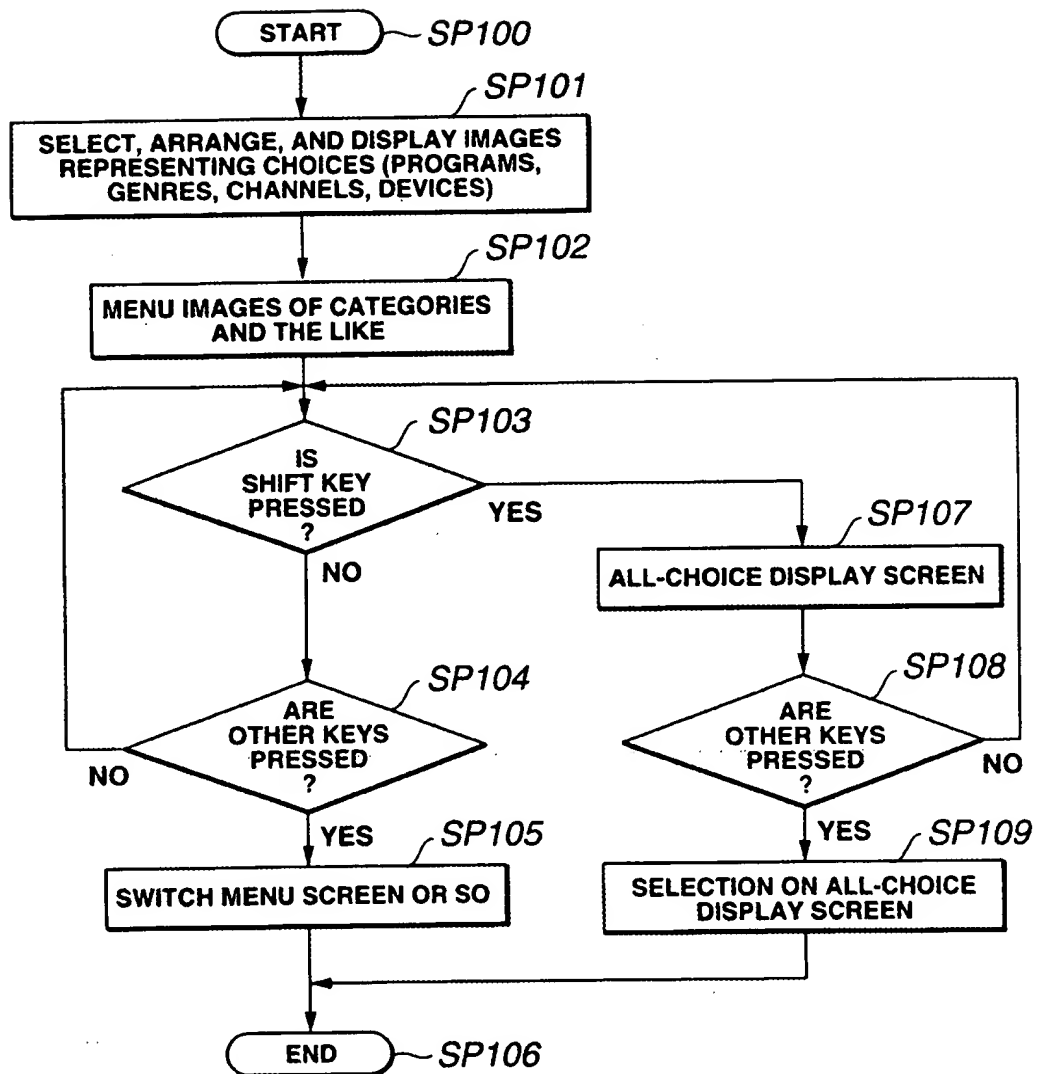 START
SP100
SP101
SELECT, ARRANGE, AND DISPLAY IMAGES
REPRESENTING CHOICES (PROGRAMS,
GENRES, CHANNELS, DEVICES)
SP102
MENU IMAGES OF CATEGORIES
AND THE LIKE
SP103
IS
SHIFT KEY
PRESSED
?
YES
NO
SP107
ALL-CHOICE DISPLAY SCREEN
SP104
ARE
OTHER KEYS
PRESSED
?
NO
YES
SP108
ARE
OTHER KEYS
PRESSED
?
NO
YES
SP105
SWITCH MENU SCREEN OR SO
SP109
SELECTION ON ALL-CHOICE
DISPLAY SCREEN
END
SP106